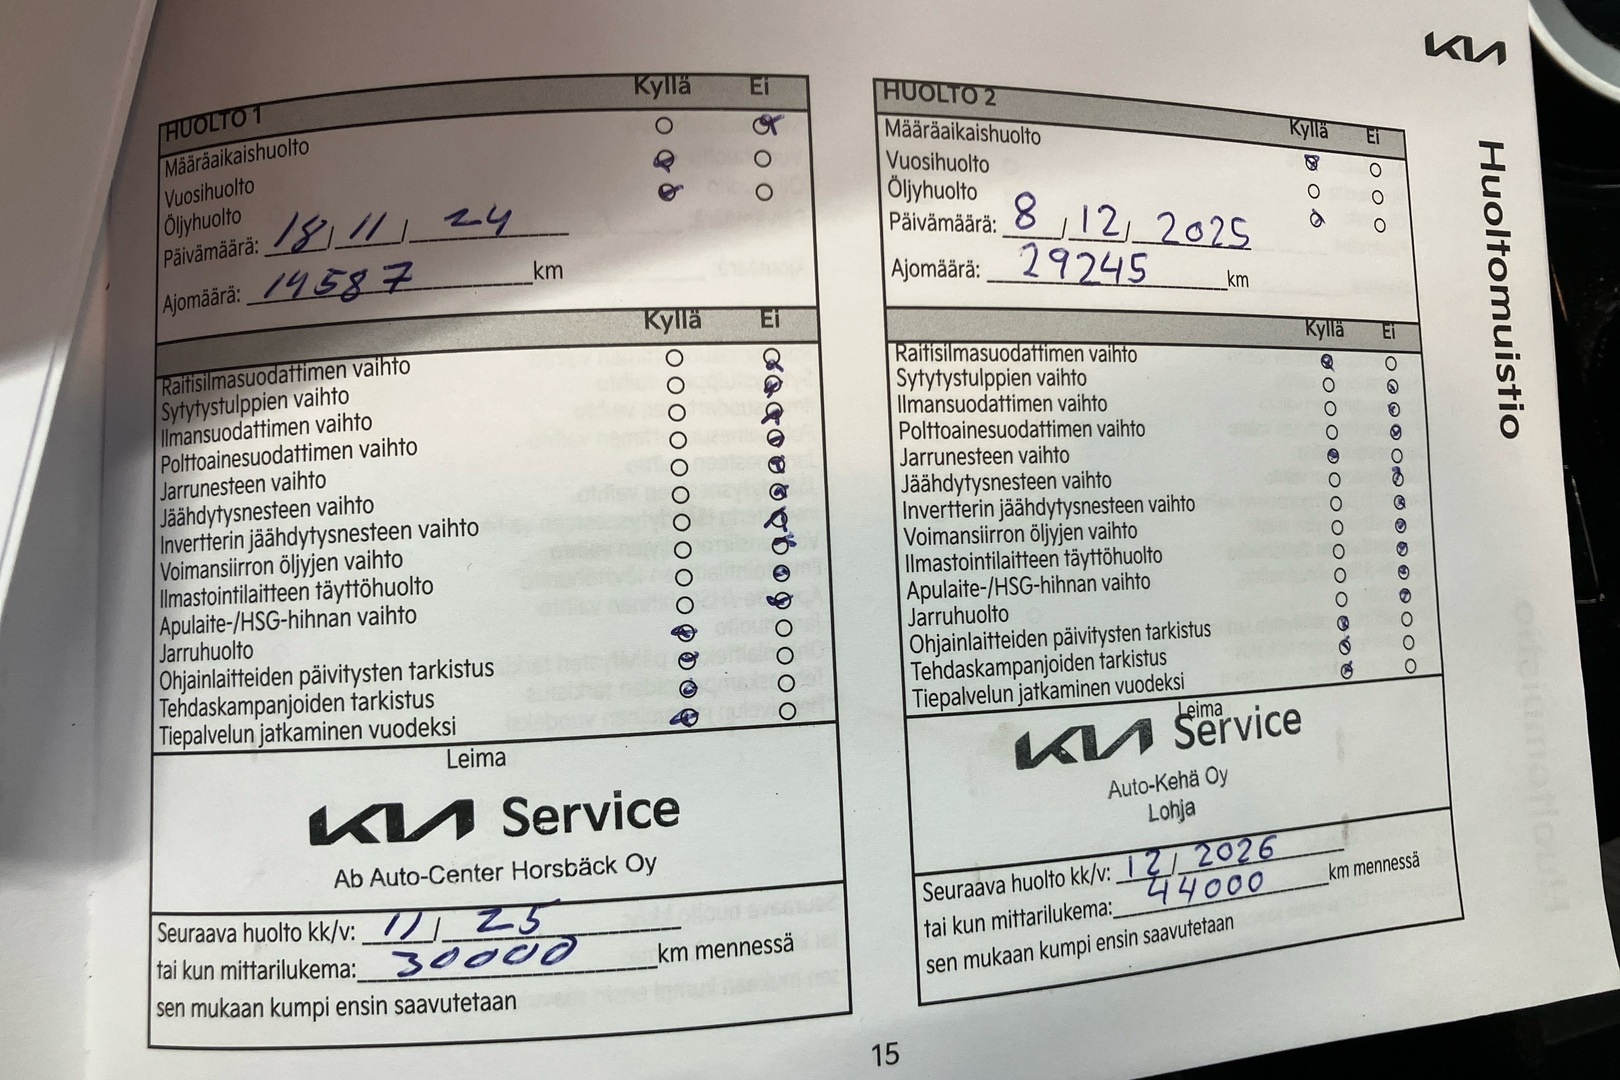 KIA
Huoltomuistio
HUOLTO 1 Kyllä Ei
Määräaikaishuolto
Vuosihuolto
Öljyhuolto
Päivämäärä: 18/11/24
Ajomäärä: 14587 km
Kyllä Ei
Raitisilmasuodattimen vaihto
Sytytystulppien vaihto
Ilmansuodattimen vaihto
Polttoainesuodattimen vaihto
Jarrunesteen vaihto
Jäähdytysnesteen vaihto
Invertterin jäähdytysnesteen vaihto
Voimansiirron öljyjen vaihto
Ilmastointilaitteen täyttöhuolto
Apulaite-/HSG-hihnan vaihto
Jarruhuolto
Ohjainlaitteiden päivitysten tarkistus
Tehdaskampanjoiden tarkistus
Tiepalvelun jatkaminen vuodeksi
Leima
KIA Service
Ab Auto-Center Horsbäck Oy
Seuraava huolto kk/v: 11/25
tai kun mittarilukema: 30000 km mennessä
sen mukaan kumpi ensin saavutetaan
HUOLTO 2 Kyllä Ei
Määräaikaishuolto
Vuosihuolto
Öljyhuolto
Päivämäärä: 8/12/2025
Ajomäärä: 29245 km
Kyllä Ei
Raitisilmasuodattimen vaihto
Sytytystulppien vaihto
Ilmansuodattimen vaihto
Polttoainesuodattimen vaihto
Jarrunesteen vaihto
Jäähdytysnesteen vaihto
Invertterin jäähdytysnesteen vaihto
Voimansiirron öljyjen vaihto
Ilmastointilaitteen täyttöhuolto
Apulaite-/HSG-hihnan vaihto
Jarruhuolto
Ohjainlaitteiden päivitysten tarkistus
Tehdaskampanjoiden tarkistus
Tiepalvelun jatkaminen vuodeksi
Leima
KIA Service
Auto-Kehä Oy
Lohja
Seuraava huolto kk/v: 12/2026
tai kun mittarilukema: 44000 km mennessä
sen mukaan kumpi ensin saavutetaan
15